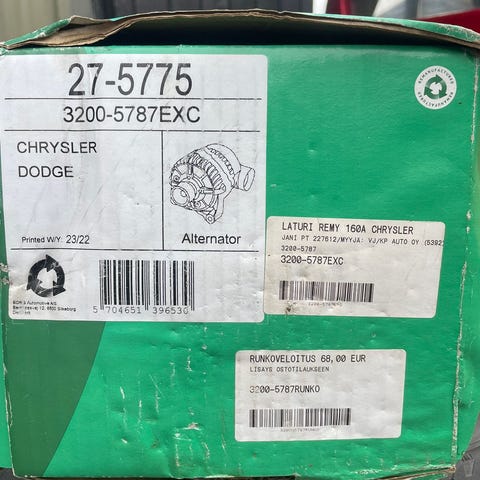 27-5775
3200-5787EXC
CHRYSLER
DODGE
Printed W/Y: 23/22
Alternator
5 704651 396530
REMANUFACTURED
REMANUFACTURED
LATURI REMY 160A CHRYSLER
JANI PT 227612/MYYJA: VJ/KP AUTO OY (5392)
3200-5787
3200-5787EXC
RUNKOVELOITUS 68,00 EUR
LISÄYS OSTOTILAUKSEEN
3200-5787RUNKO